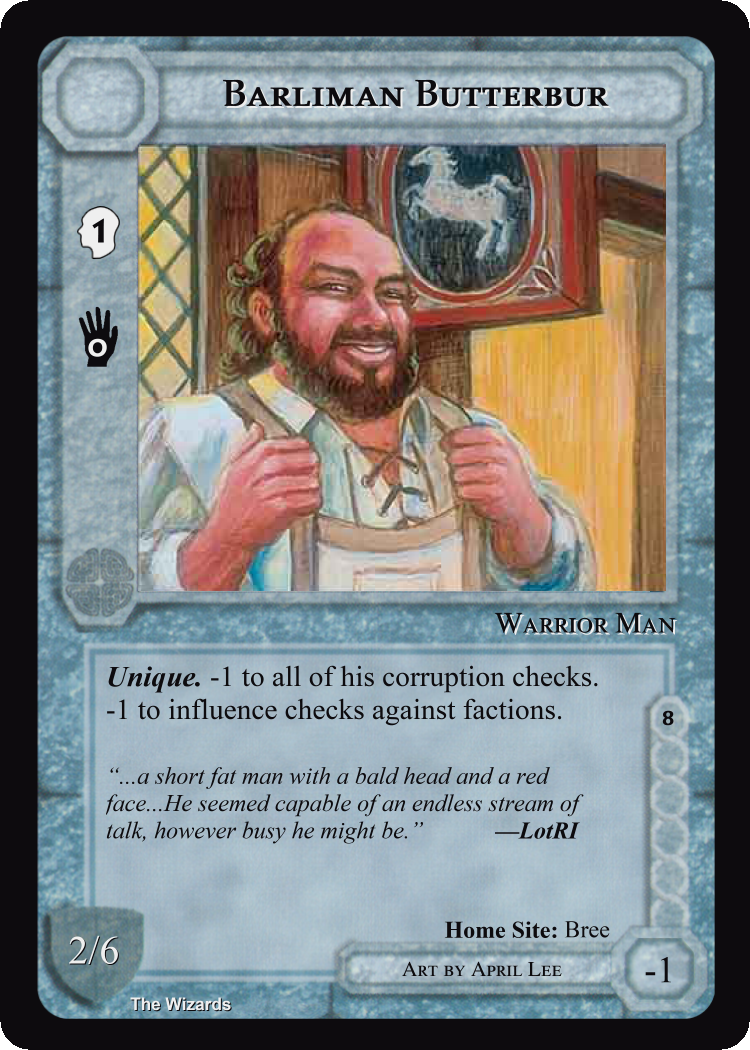 Barliman Butterbur
1
0
Warrior Man
Unique. -1 to all of his corruption checks.
-1 to influence checks against factions.
8
“...a short fat man with a bald head and a red
face...He seemed capable of an endless stream of
talk, however busy he might be.” —LotRI
Home Site: Bree
2/6
Art by April Lee
-1
The Wizards